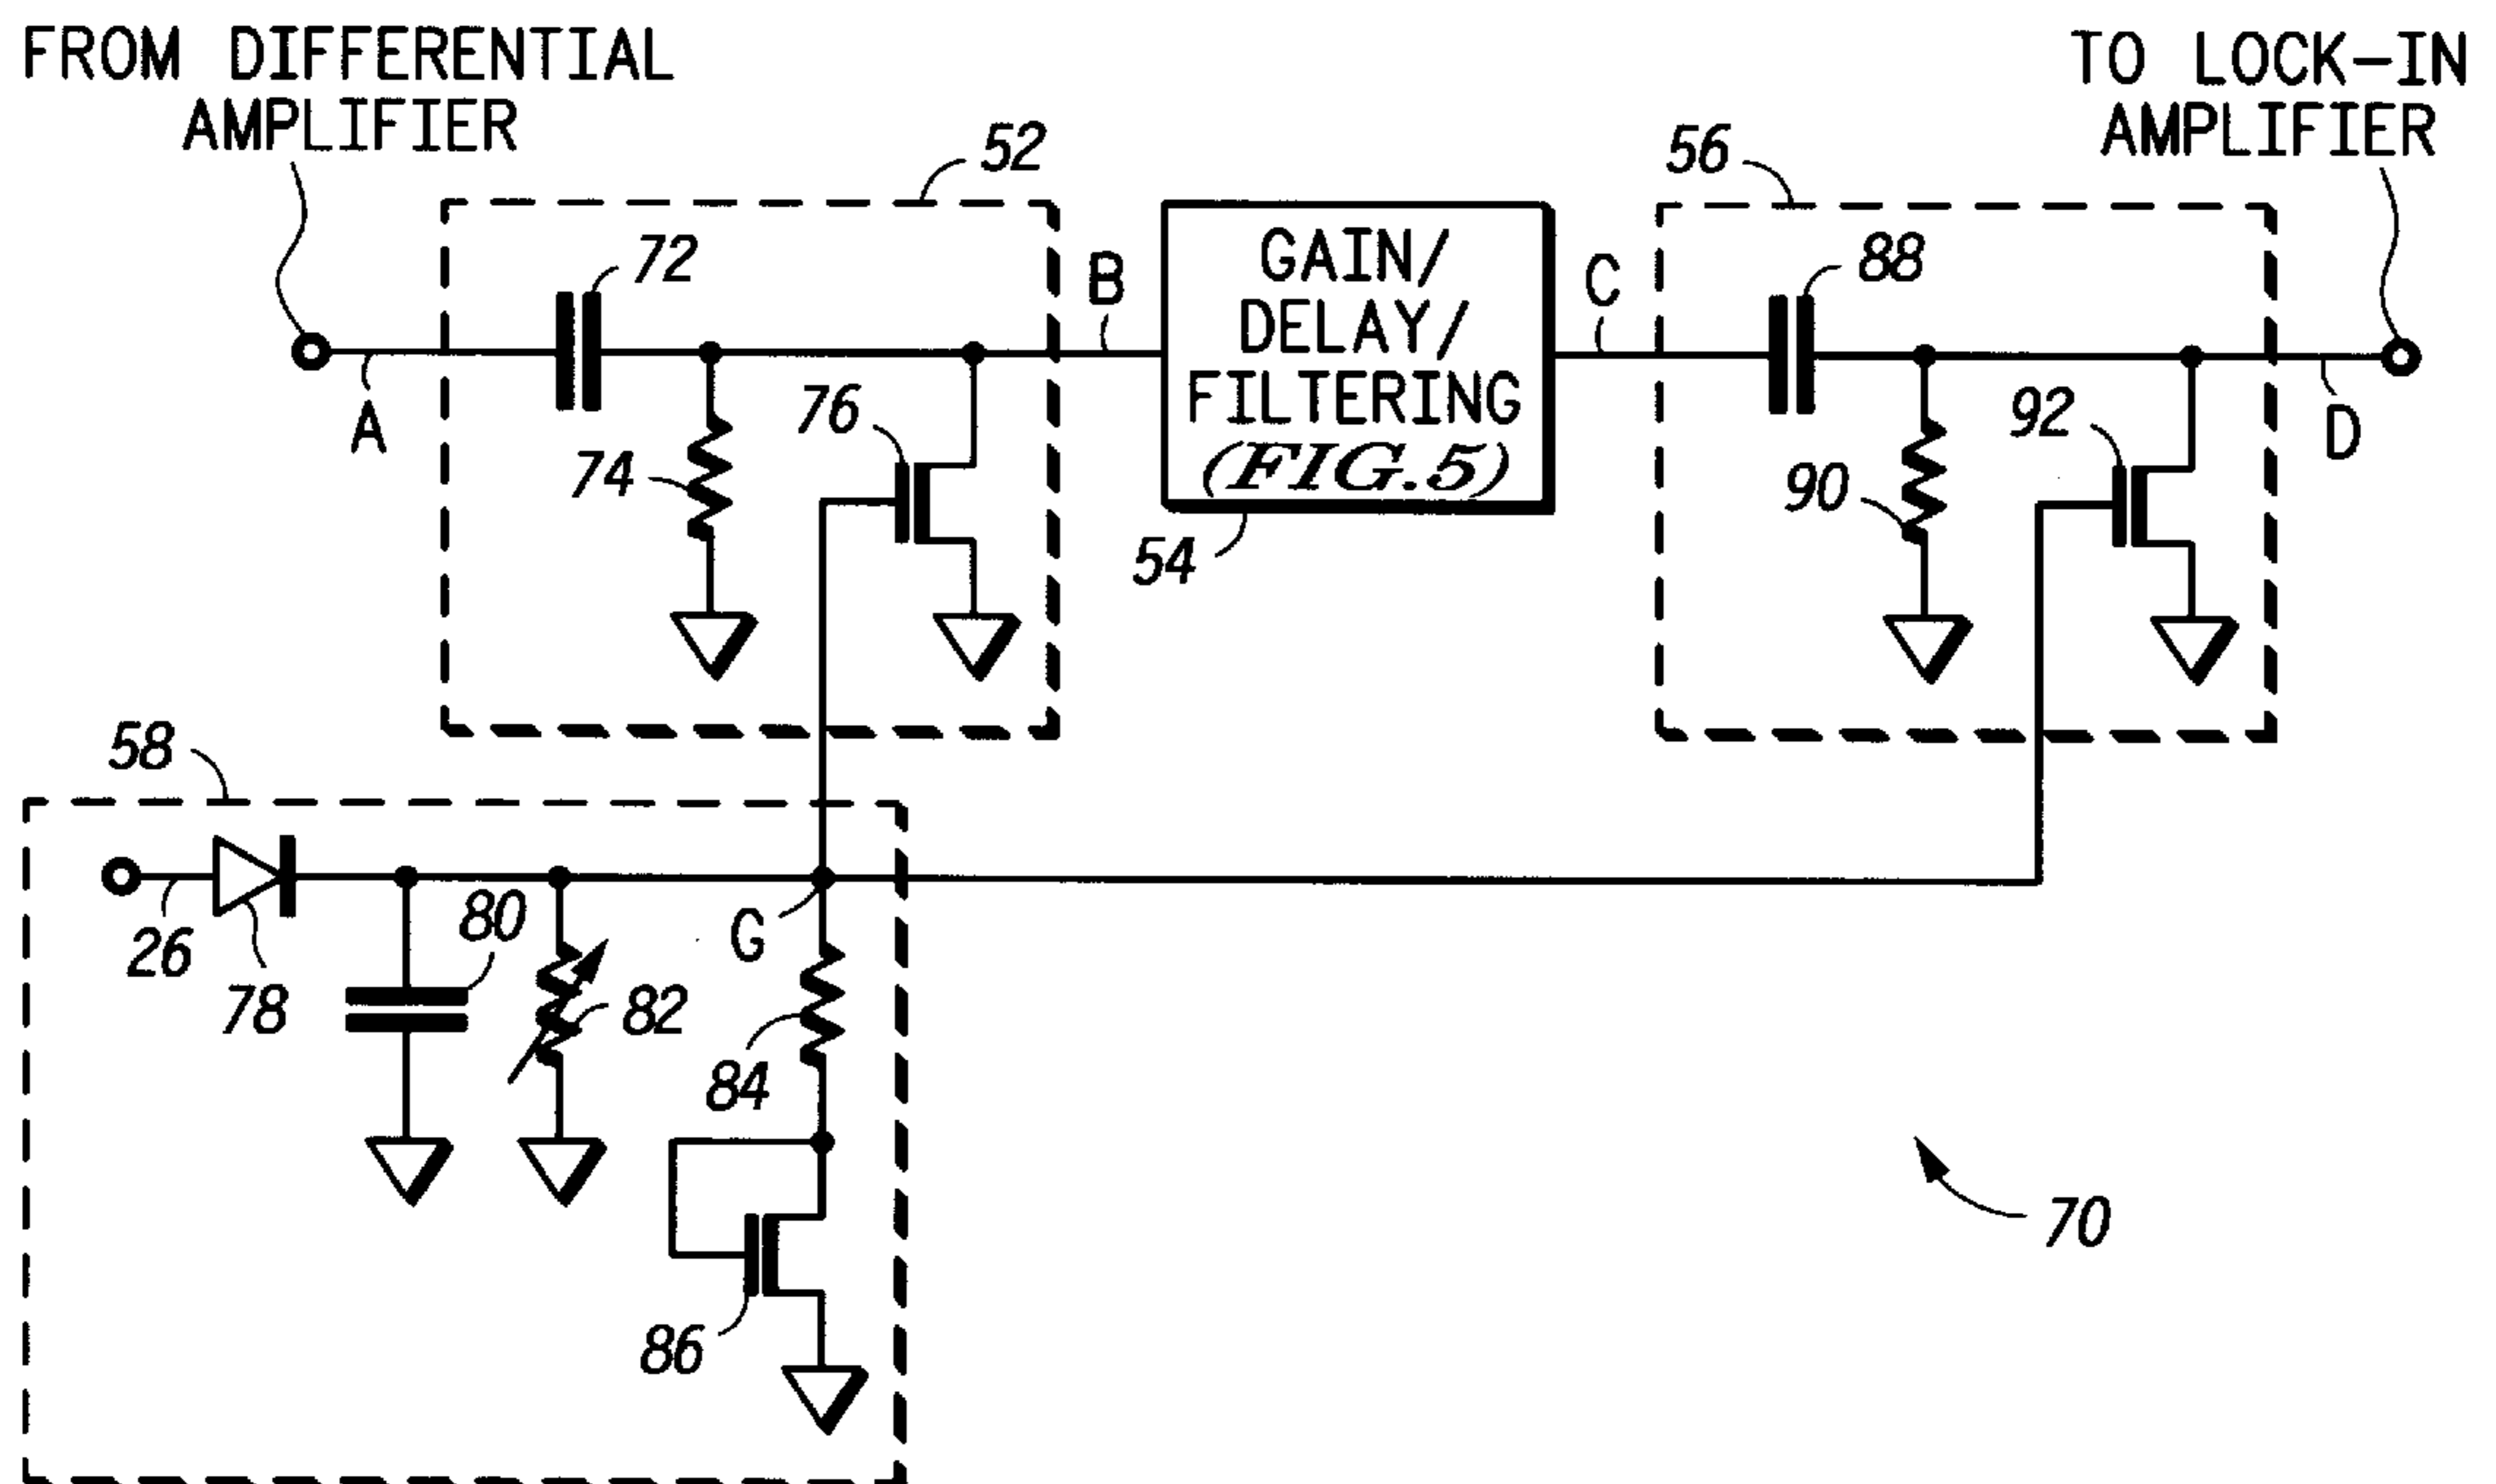 FROM DIFFERENTIAL
AMPLIFIER
TO LOCK-IN
AMPLIFIER
52
56
72
88
B
C
GAIN/
DELAY/
FILTERING
(FIG.5)
A
76
74
92
D
90
54
58
26
78
80
G
82
84
86
70